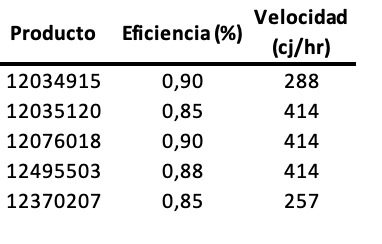 Producto Eficiencia (%) Velocidad (cj/hr)
12034915 0,90 288
12035120 0,85 414
12076018 0,90 414
12495503 0,88 414
12370207 0,85 257